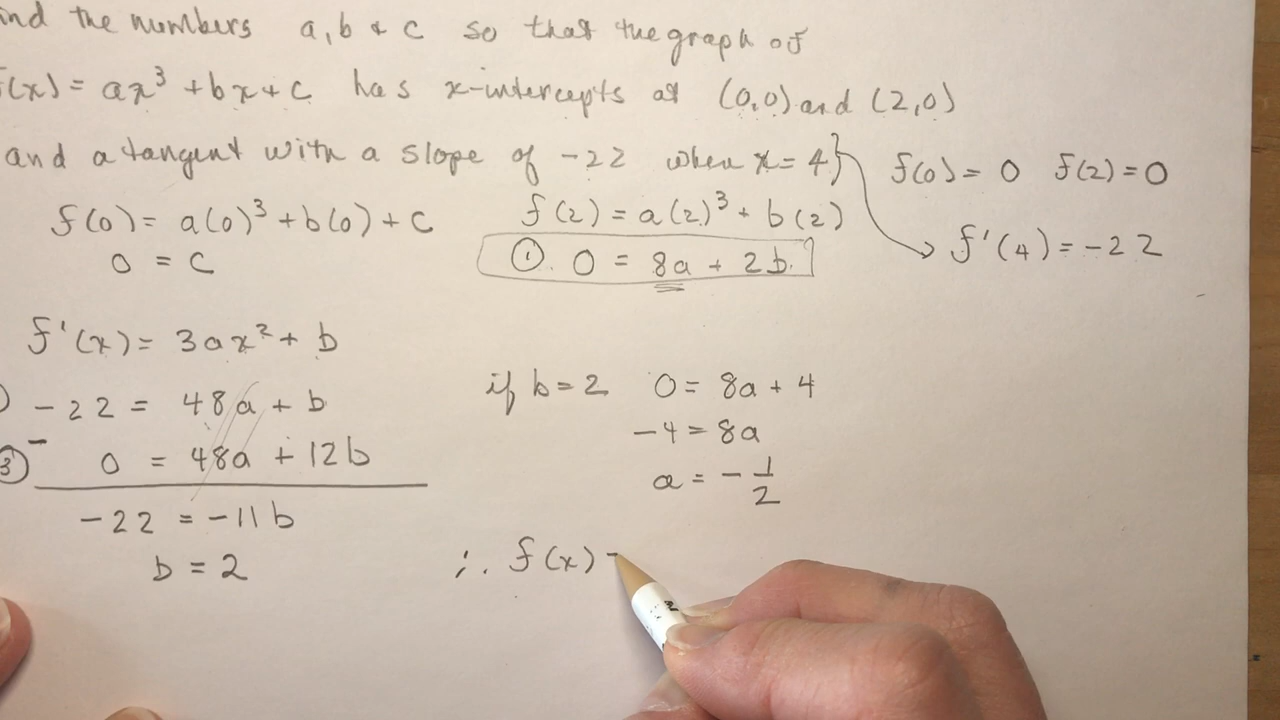 ind the numbers a, b & c so that the graph of
f(x) = ax³ + bx + c has x-intercepts at (0,0) and (2,0)
and a tangent with a slope of -22 when x = 4} f(0) = 0 f(2) = 0
f'(4) = -22
f(0) = a(0)³ + b(0) + c
0 = c
f(2) = a(2)³ + b(2)
① 0 = 8a + 2b
f'(x) = 3ax² + b
) -22 = 48a + b
- ③ 0 = 48a + 12b
-22 = -11b
b = 2
if b = 2 0 = 8a + 4
-4 = 8a
a = - 1/2
∴ f(x) -